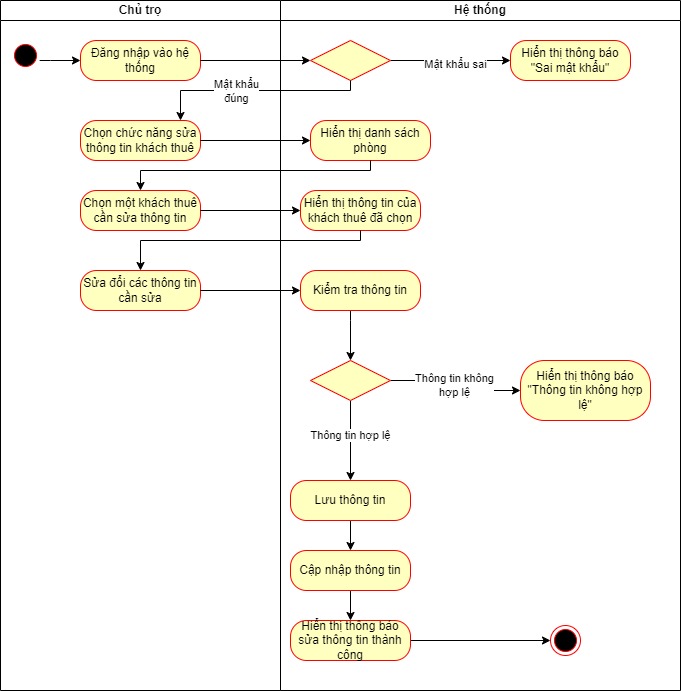 Chủ trọ
Hệ thống
Đăng nhập vào hệ
thống
Mật khẩu sai
Hiển thị thông báo
"Sai mật khẩu"
Mật khẩu
đúng
Chọn chức năng sửa
thông tin khách thuê
Hiển thị danh sách
phòng
Chọn một khách thuê
cần sửa thông tin
Hiển thị thông tin của
khách thuê đã chọn
Sửa đổi các thông tin
cần sửa
Kiểm tra thông tin
Thông tin không
hợp lệ
Hiển thị thông báo
"Thông tin không hợp
lệ"
Thông tin hợp lệ
Lưu thông tin
Cập nhập thông tin
Hiển thị thông báo
sửa thông tin thành
công